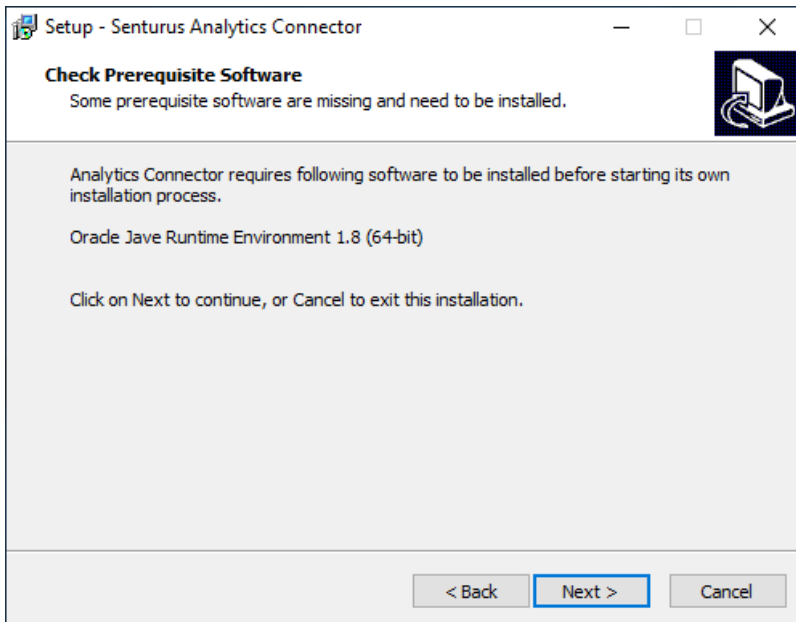 Setup - Senturus Analytics Connector
Check Prerequisite Software
Some prerequisite software are missing and need to be installed.
Analytics Connector requires following software to be installed before starting its own
installation process.
Oracle Jave Runtime Environment 1.8 (64-bit)
Click on Next to continue, or Cancel to exit this installation.
< Back Next > Cancel